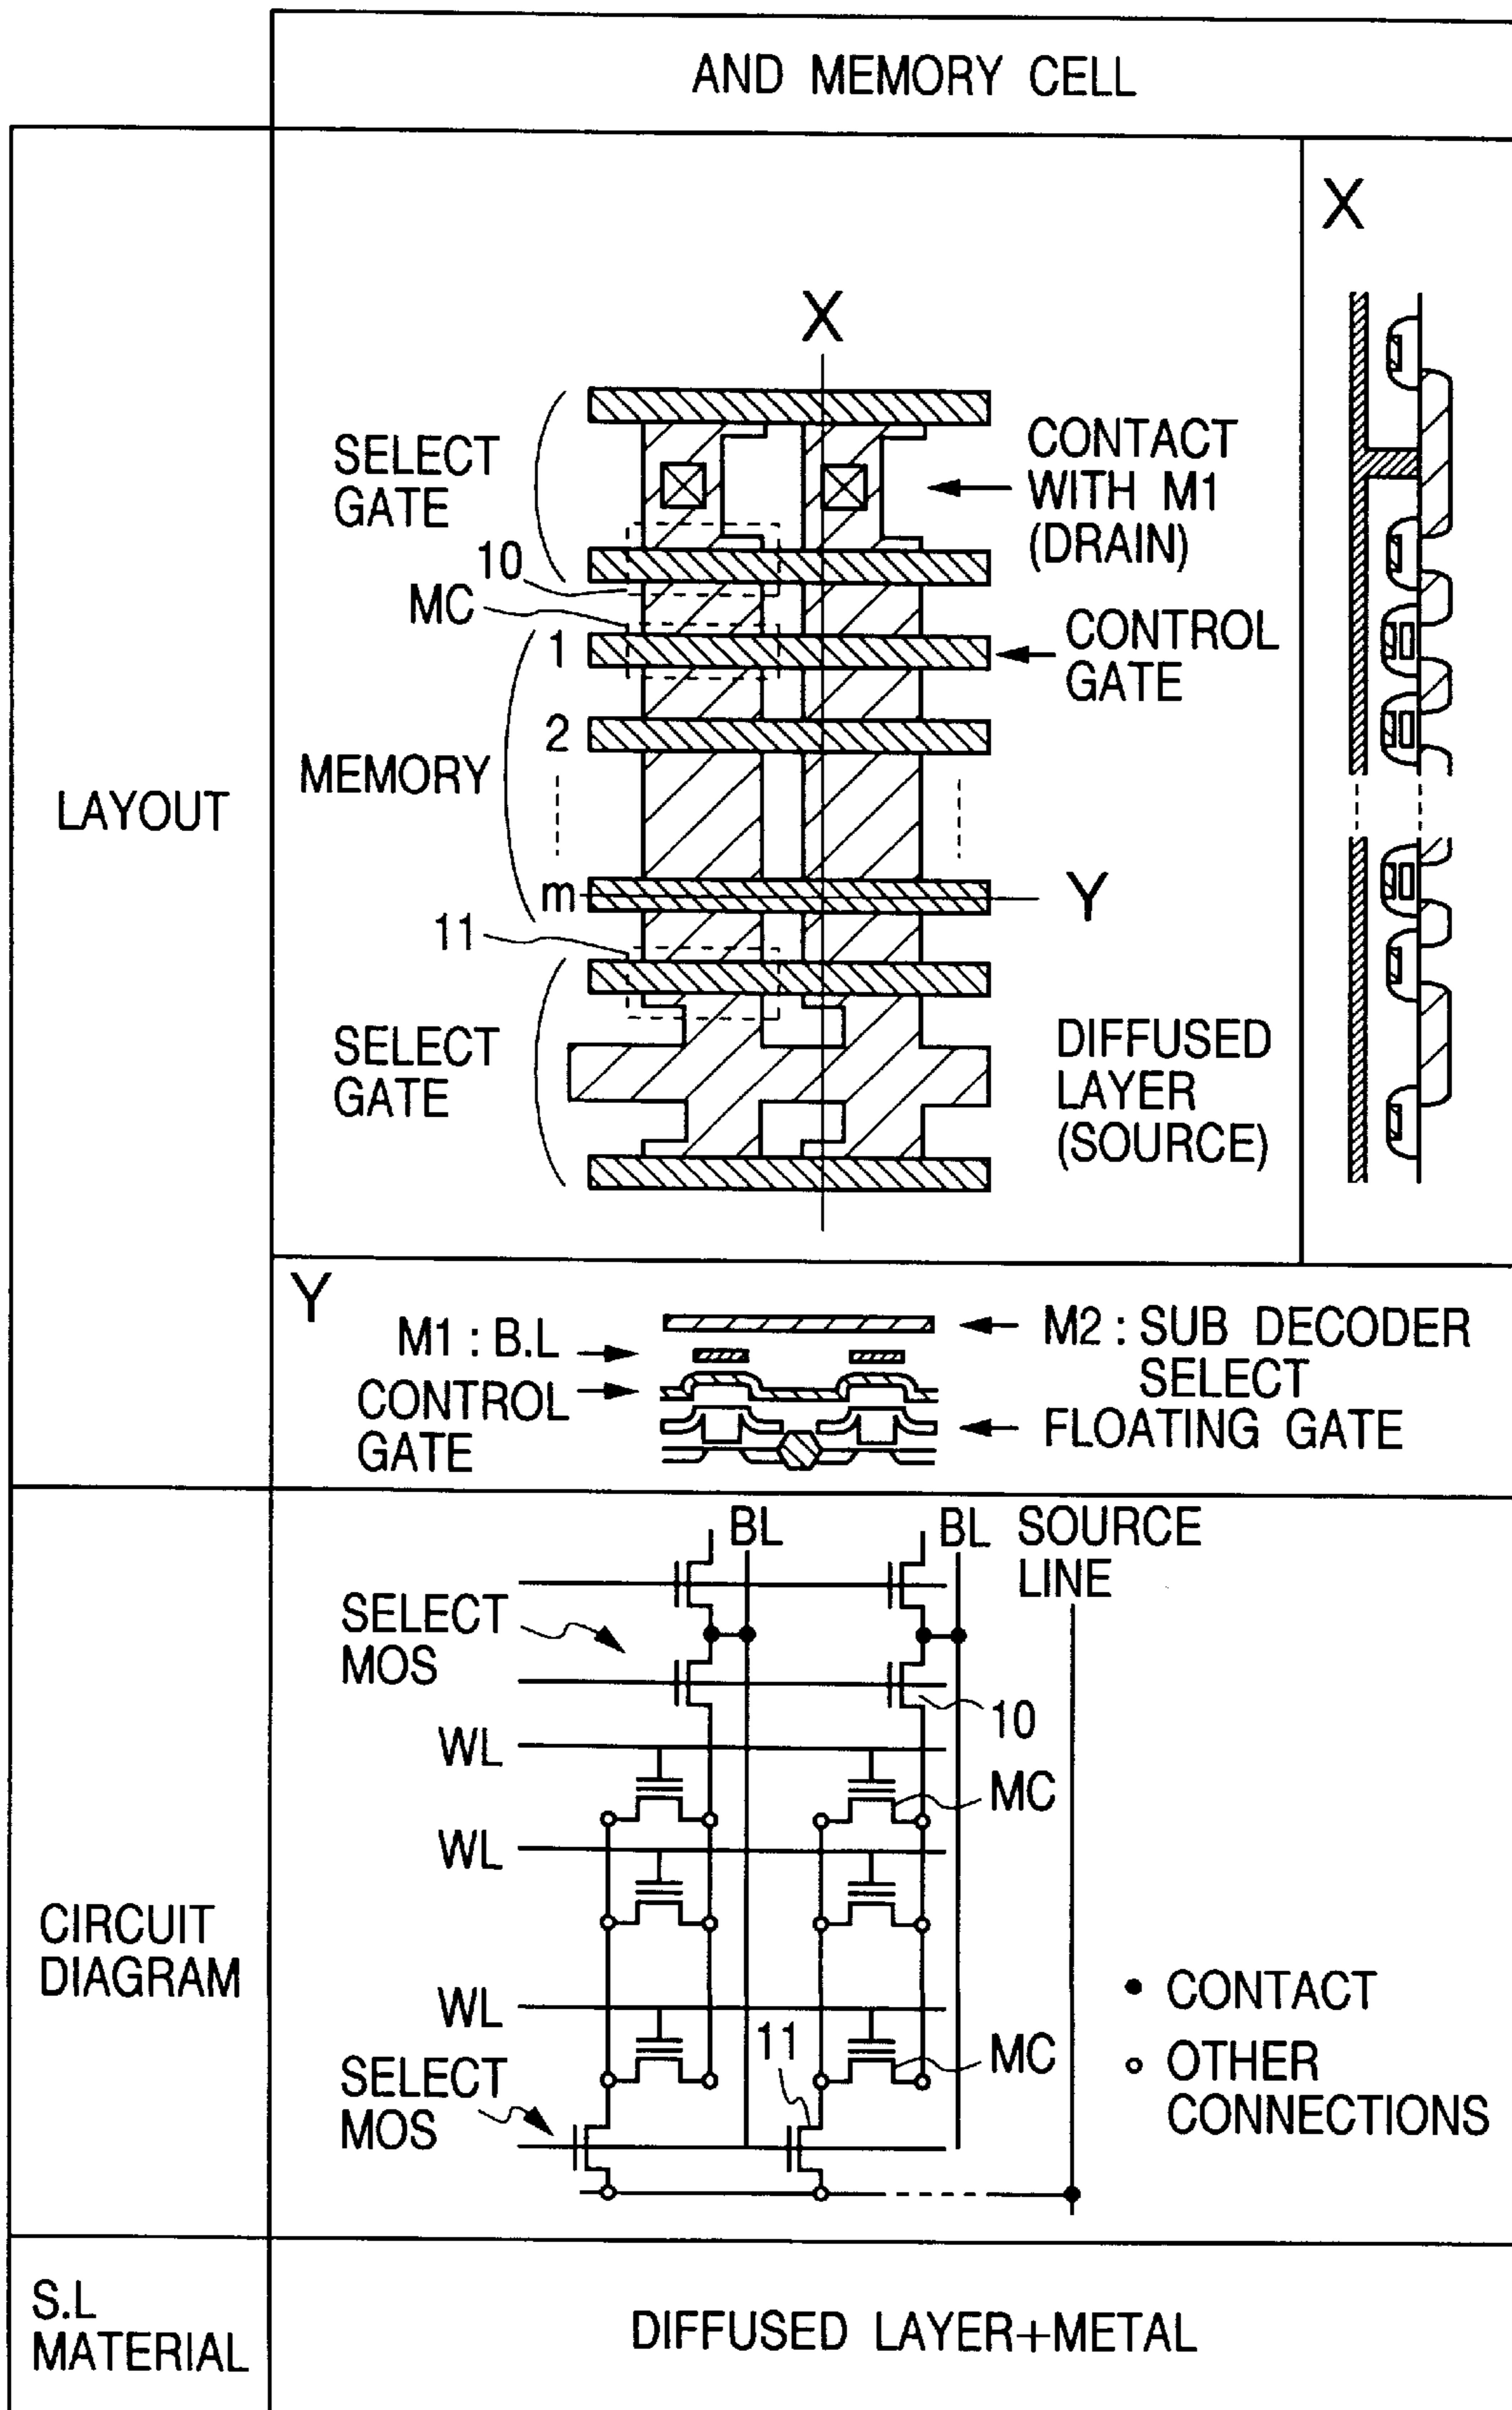 AND MEMORY CELL
LAYOUT
X
X
SELECT
GATE
CONTACT
WITH M1
(DRAIN)
10
MC
1
CONTROL
GATE
2
MEMORY
m
Y
11
SELECT
GATE
DIFFUSED
LAYER
(SOURCE)
Y
M1 : B.L
M2 : SUB DECODER
SELECT
CONTROL
GATE
FLOATING GATE
CIRCUIT
DIAGRAM
BL
BL
SOURCE
LINE
SELECT
MOS
10
WL
MC
WL
WL
11
MC
SELECT
MOS
CONTACT
OTHER
CONNECTIONS
S.L
MATERIAL
DIFFUSED LAYER+METAL